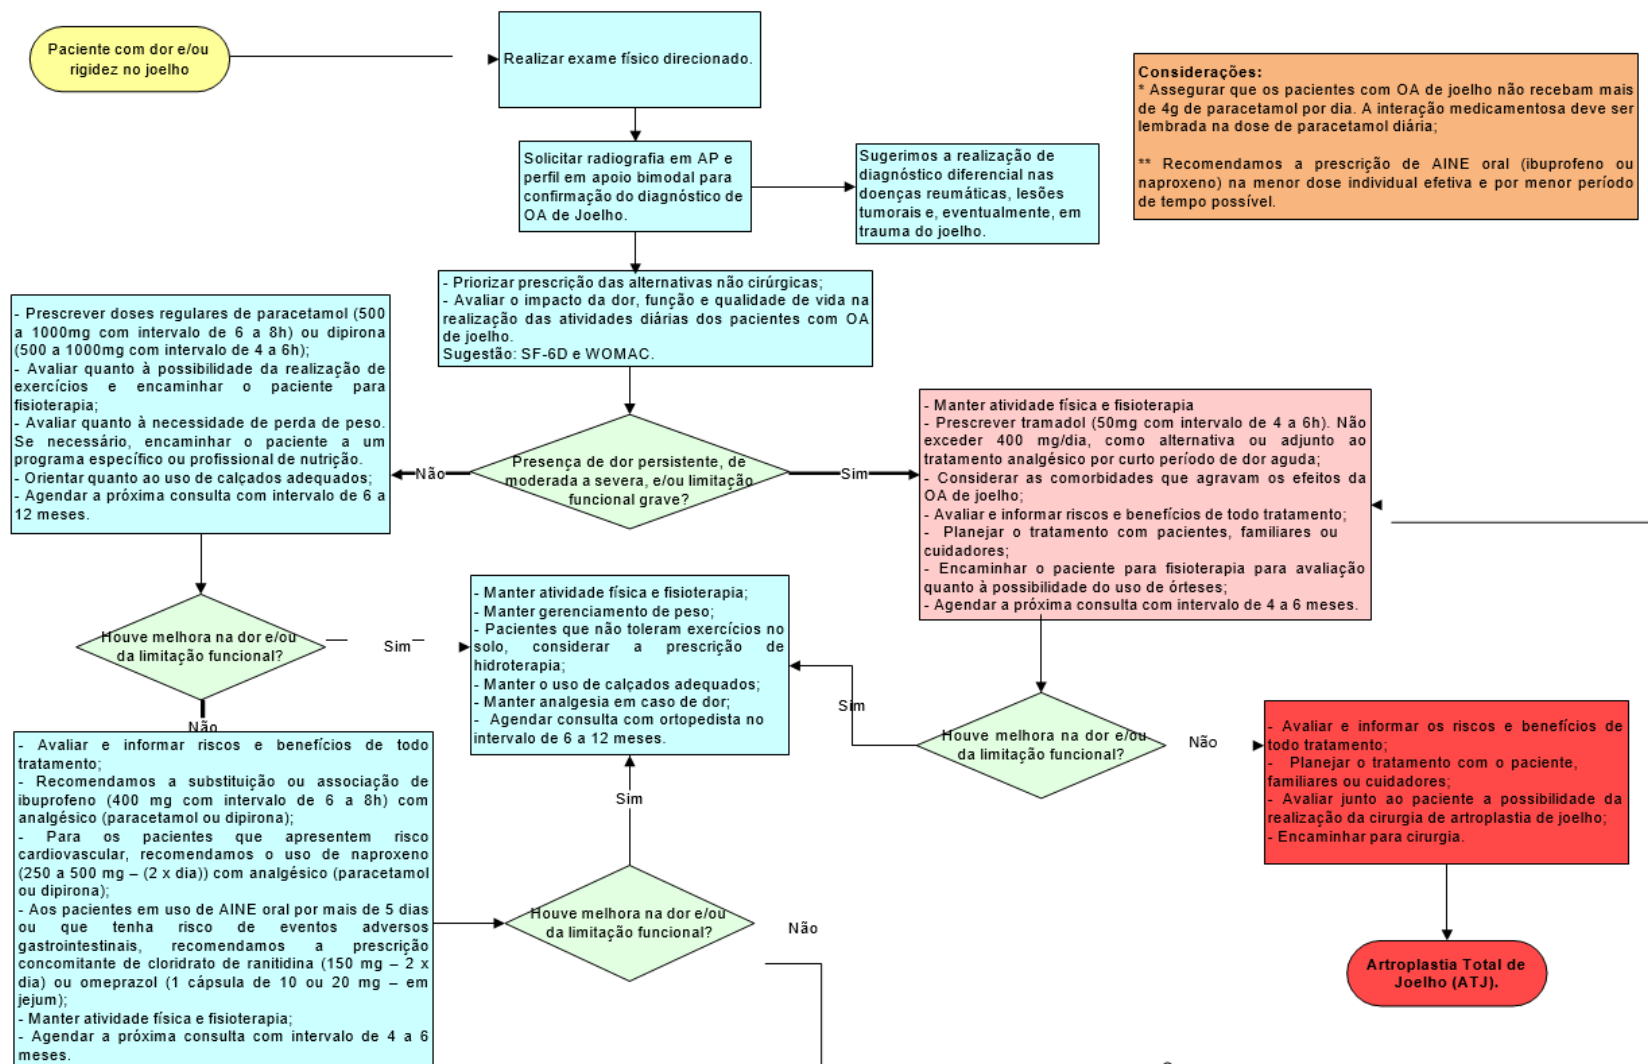 Paciente com dor e/ou
rigidez no joelho
Realizar exame físico direcionado.
Considerações:
* Assegurar que os pacientes com OA de joelho não recebam mais
de 4g de paracetamol por dia. A interação medicamentosa deve ser
lembrada na dose de paracetamol diária;
** Recomendamos a prescrição de AINE oral (ibuprofeno ou
naproxeno) na menor dose individual efetiva e por menor período
de tempo possível.
Solicitar radiografia em AP e
perfil em apoio bimodal para
confirmação do diagnóstico de
OA de Joelho.
Sugerimos a realização de
diagnóstico diferencial nas
doenças reumáticas, lesões
tumorais e, eventualmente, em
trauma do joelho.
- Priorizar prescrição das alternativas não cirúrgicas;
- Avaliar o impacto da dor, função e qualidade de vida na
realização das atividades diárias dos pacientes com OA
de joelho.
Sugestão: SF-6D e WOMAC.
- Prescrever doses regulares de paracetamol (500
a 1000mg com intervalo de 6 a 8h) ou dipirona
(500 a 1000mg com intervalo de 4 a 6h);
- Avaliar quanto à possibilidade da realização de
exercícios e encaminhar o paciente para
fisioterapia;
- Avaliar quanto à necessidade de perda de peso.
Se necessário, encaminhar o paciente a um
programa específico ou profissional de nutrição.
- Orientar quanto ao uso de calçados adequados;
- Agendar a próxima consulta com intervalo de 6 a
12 meses.
Não
Presença de dor persistente, de
moderada a severa, e/ou limitação
funcional grave?
Sim
- Manter atividade física e fisioterapia
- Prescrever tramadol (50mg com intervalo de 4 a 6h). Não
exceder 400 mg/dia, como alternativa ou adjunto ao
tratamento analgésico por curto período de dor aguda;
- Considerar as comorbidades que agravam os efeitos da
OA de joelho;
- Avaliar e informar riscos e benefícios de todo tratamento;
- Planejar o tratamento com pacientes, familiares ou
cuidadores;
- Encaminhar o paciente para fisioterapia para avaliação
quanto à possibilidade do uso de órteses;
- Agendar a próxima consulta com intervalo de 4 a 6 meses.
Houve melhora na dor e/ou
da limitação funcional?
Sim
Não
- Manter atividade física e fisioterapia;
- Manter gerenciamento de peso;
- Pacientes que não toleram exercícios no
solo, considerar a prescrição de
hidroterapia;
- Manter o uso de calçados adequados;
- Manter analgesia em caso de dor;
- Agendar consulta com ortopedista no
intervalo de 6 a 12 meses.
Sim
Houve melhora na dor e/ou
da limitação funcional?
Não
- Avaliar e informar os riscos e benefícios de
todo tratamento;
- Planejar o tratamento com o paciente,
familiares ou cuidadores;
- Avaliar junto ao paciente a possibilidade da
realização da cirurgia de artroplastia de joelho;
- Encaminhar para cirurgia.
- Avaliar e informar riscos e benefícios de todo
tratamento;
- Recomendamos a substituição ou associação de
ibuprofeno (400 mg com intervalo de 6 a 8h) com
analgésico (paracetamol ou dipirona);
- Para os pacientes que apresentem risco
cardiovascular, recomendamos o uso de naproxeno
(250 a 500 mg – (2 x dia)) com analgésico (paracetamol
ou dipirona);
- Aos pacientes em uso de AINE oral por mais de 5 dias
ou que tenha risco de eventos adversos
gastrointestinais, recomendamos a prescrição
concomitante de cloridrato de ranitidina (150 mg – 2 x
dia) ou omeprazol (1 cápsula de 10 ou 20 mg – em
jejum);
- Manter atividade física e fisioterapia;
- Agendar a próxima consulta com intervalo de 4 a 6
meses.
Sim
Houve melhora na dor e/ou
da limitação funcional?
Não
Artroplastia Total de
Joelho (ATJ).